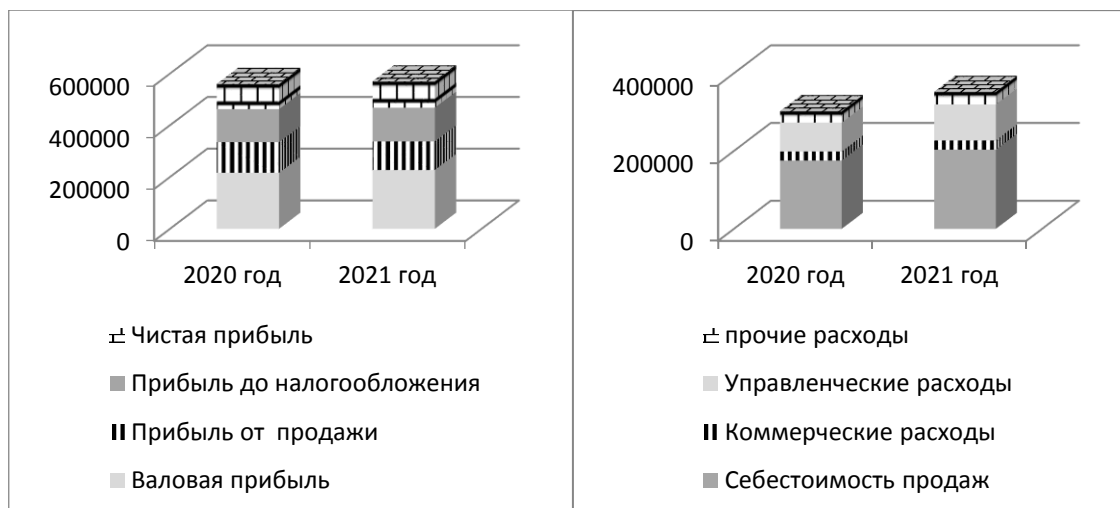 600000
400000
200000
0
2020 год
2021 год
Чистая прибыль
Прибыль до налогообложения
Прибыль от продажи
Валовая прибыль
400000
200000
0
2020 год
2021 год
прочие расходы
Управленческие расходы
Коммерческие расходы
Себестоимость продаж